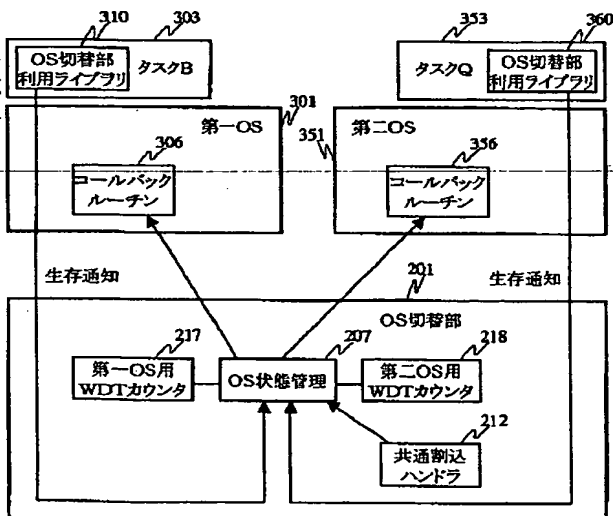 310
303
353
360
OS切替部
利用ライブラリ
タスクB
タスクQ
OS切替部
利用ライブラリ
301
第一OS
第二OS
351
306
356
コールバック
ルーチン
コールバック
ルーチン
生存通知
生存通知
201
OS切替部
217
207
218
第一OS用
WDTカウンタ
OS状態管理
第二OS用
WDTカウンタ
212
共通割込
ハンドラ